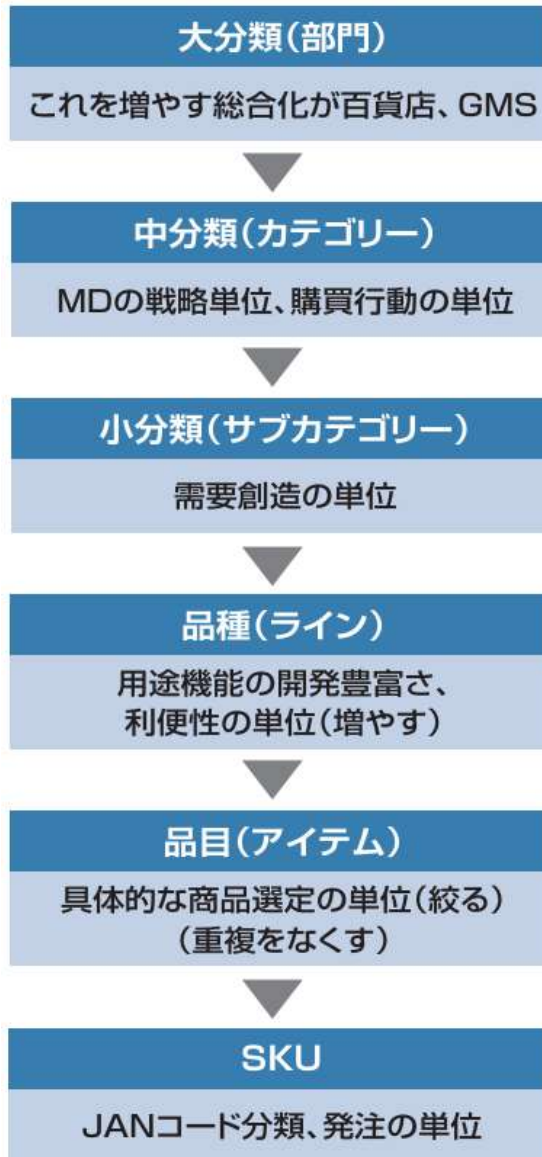 大分類(部門)
これを増やす総合化が百貨店、GMS
中分類(カテゴリー)
MDの戦略単位、購買行動の単位
小分類(サブカテゴリー)
需要創造の単位
品種(ライン)
用途機能の開発豊富さ、
利便性の単位(増やす)
品目(アイテム)
具体的な商品選定の単位(絞る)
(重複をなくす)
SKU
JANコード分類、発注の単位